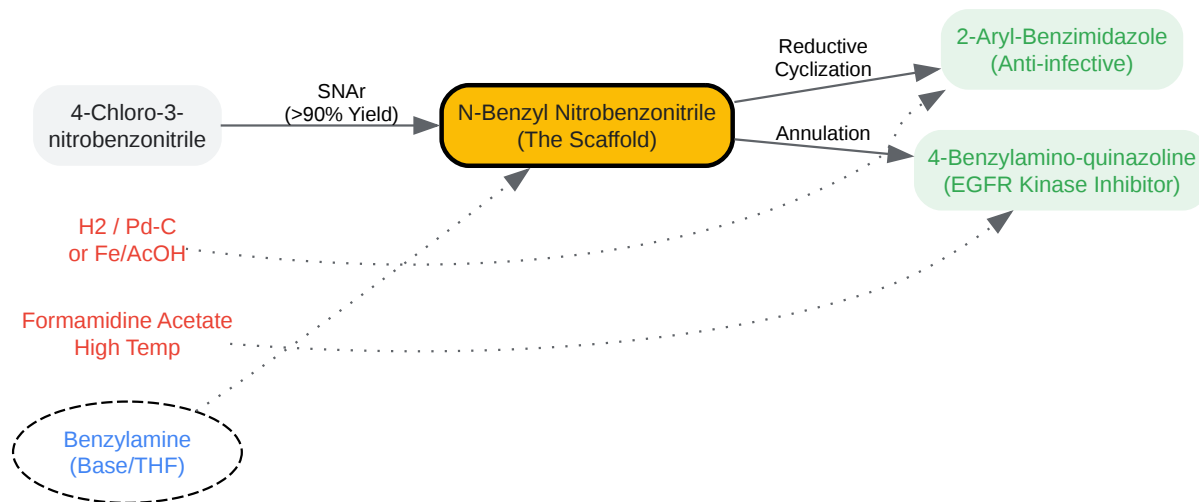 4-Chloro-3-
nitrobenzonitrile
SNAr
(>90% Yield)
N-Benzyl Nitrobenzonitrile
(The Scaffold)
Reductive
Cyclization
Annulation
2-Aryl-Benzimidazole
(Anti-infective)
4-Benzylamino-quinazoline
(EGFR Kinase Inhibitor)
H2 / Pd-C
or Fe/AcOH
Formamidine Acetate
High Temp
Benzylamine
(Base/THF)